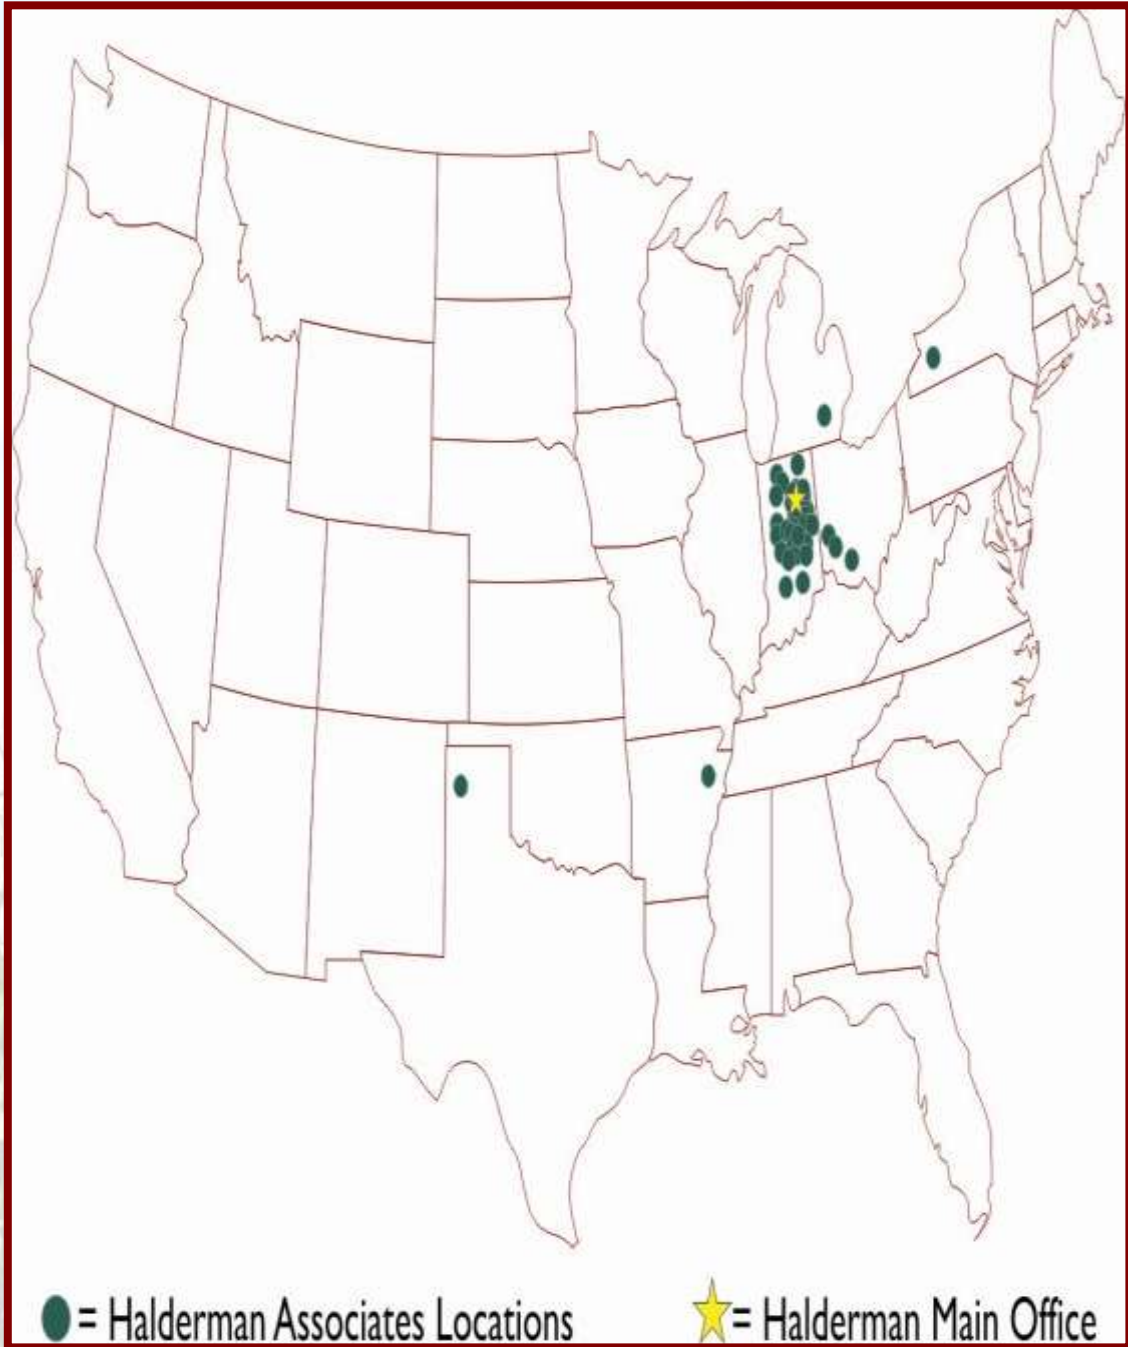 = Halderman Associates Locations
= Halderman Main Office